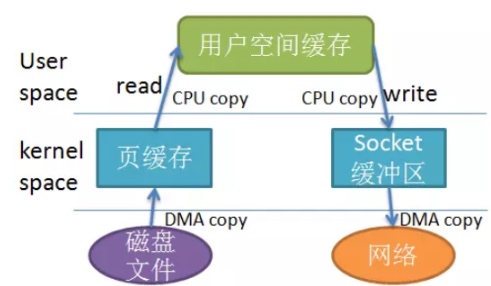 用户空间缓存
User
space
read
CPU copy
CPU copy
write
kernel
space
页缓存
Socket
缓冲区
DMA copy
DMA copy
磁盘
文件
网络